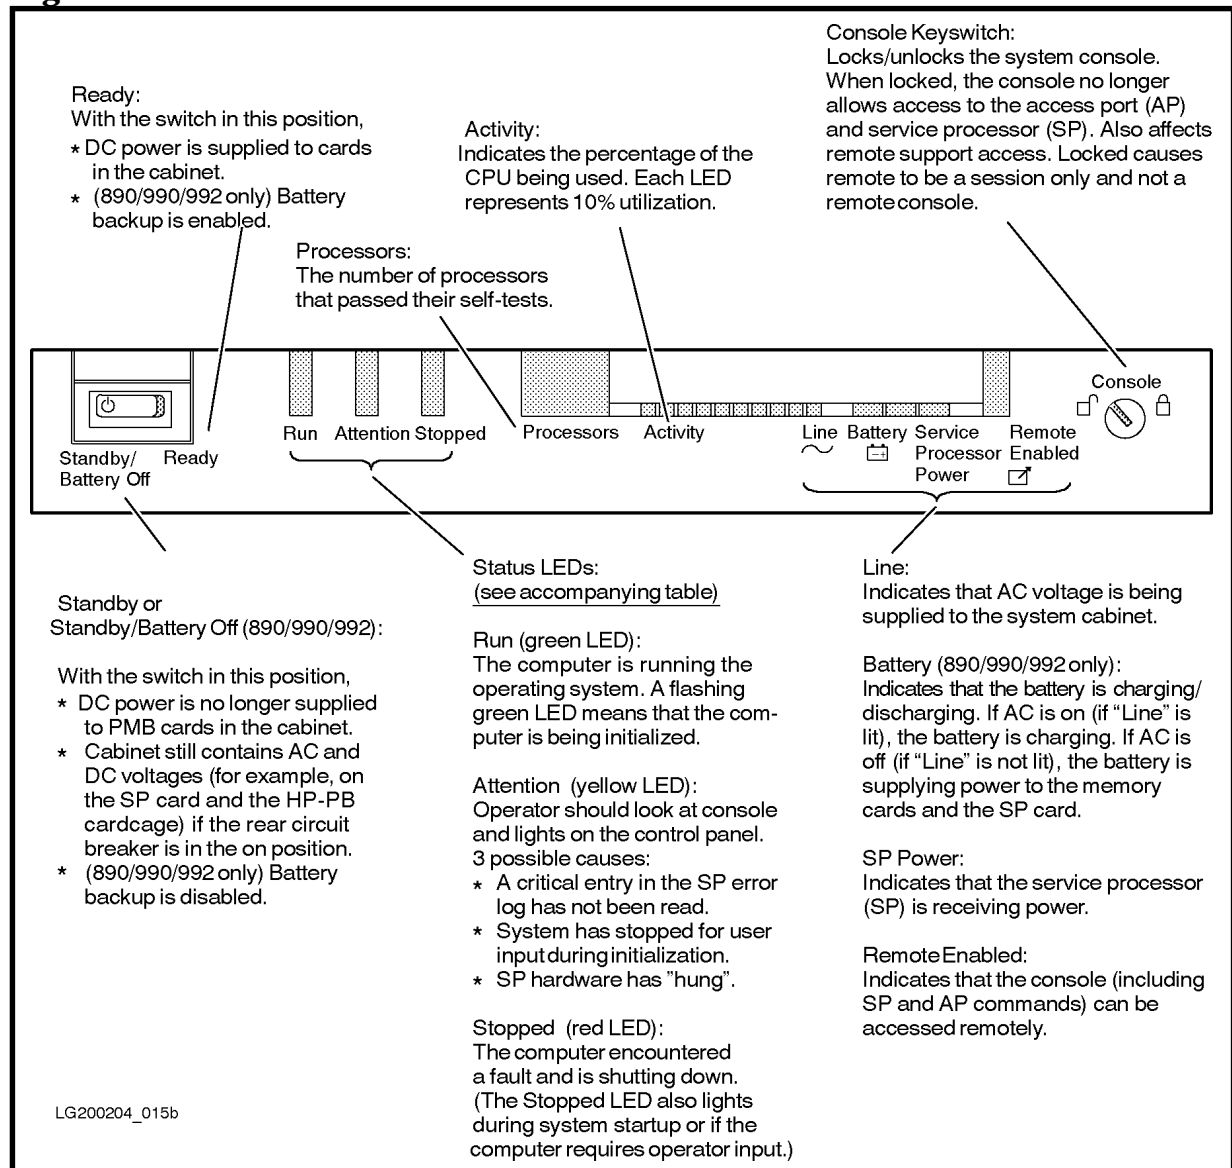 Ready:
With the switch in this position,
* DC power is supplied to cards
in the cabinet.
* (890/990/992 only) Battery
backup is enabled.
Processors:
The number of processors
that passed their self-tests.
Activity:
Indicates the percentage of the
CPU being used. Each LED
represents 10% utilization.
Console Keyswitch:
Locks/unlocks the system console.
When locked, the console no longer
allows access to the access port (AP)
and service processor (SP). Also affects
remote support access. Locked causes
remote to be a session only and not a
remote console.
Standby/
Battery Off
Ready
Run
Attention
Stopped
Processors
Activity
Line
Battery
Service
Processor
Power
Remote
Enabled
Console
Standby or
Standby/Battery Off (890/990/992):
With the switch in this position,
* DC power is no longer supplied
to PMB cards in the cabinet.
* Cabinet still contains AC and
DC voltages (for example, on
the SP card and the HP-PB
cardcage) if the rear circuit
breaker is in the on position.
* (890/990/992 only) Battery
backup is disabled.
Status LEDs:
(see accompanying table)
Run (green LED):
The computer is running the
operating system. A flashing
green LED means that the com-
puter is being initialized.
Attention (yellow LED):
Operator should look at console
and lights on the control panel.
3 possible causes:
* A critical entry in the SP error
log has not been read.
* System has stopped for user
input during initialization.
* SP hardware has "hung".
Stopped (red LED):
The computer encountered
a fault and is shutting down.
(The Stopped LED also lights
during system startup or if the
computer requires operator input.)
Line:
Indicates that AC voltage is being
supplied to the system cabinet.
Battery (890/990/992 only):
Indicates that the battery is charging/
discharging. If AC is on (if “Line” is
lit), the battery is charging. If AC is
off (if “Line” is not lit), the battery is
supplying power to the memory
cards and the SP card.
SP Power:
Indicates that the service processor
(SP) is receiving power.
Remote Enabled:
Indicates that the console (including
SP and AP commands) can be
accessed remotely.
LG200204_015b